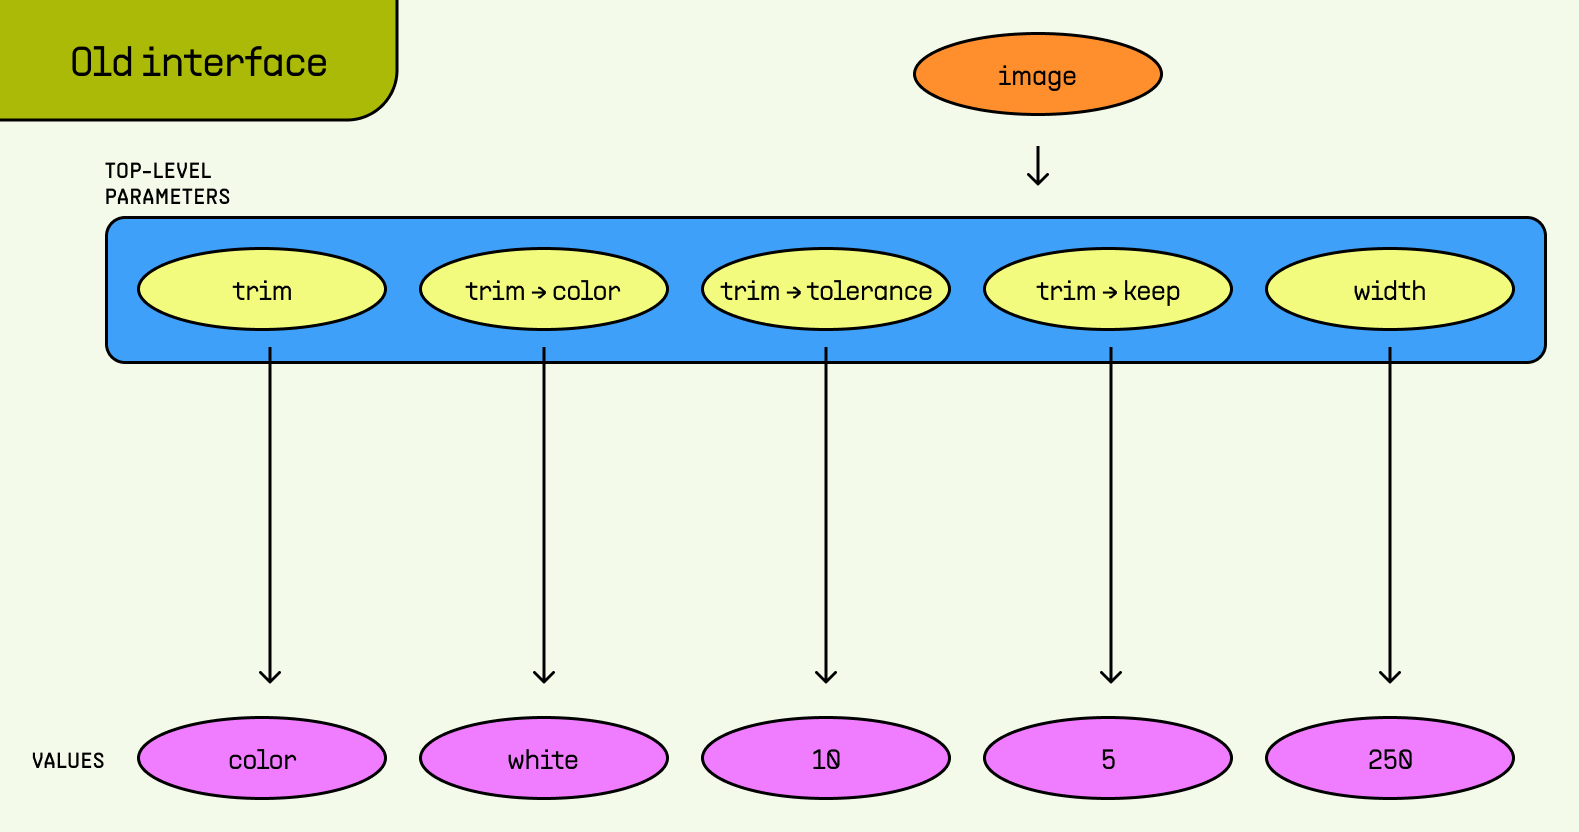 Old interface
image
TOP-LEVEL
PARAMETERS
trim
trim → color
trim → tolerance
trim → keep
width
VALUES
color
white
10
5
250